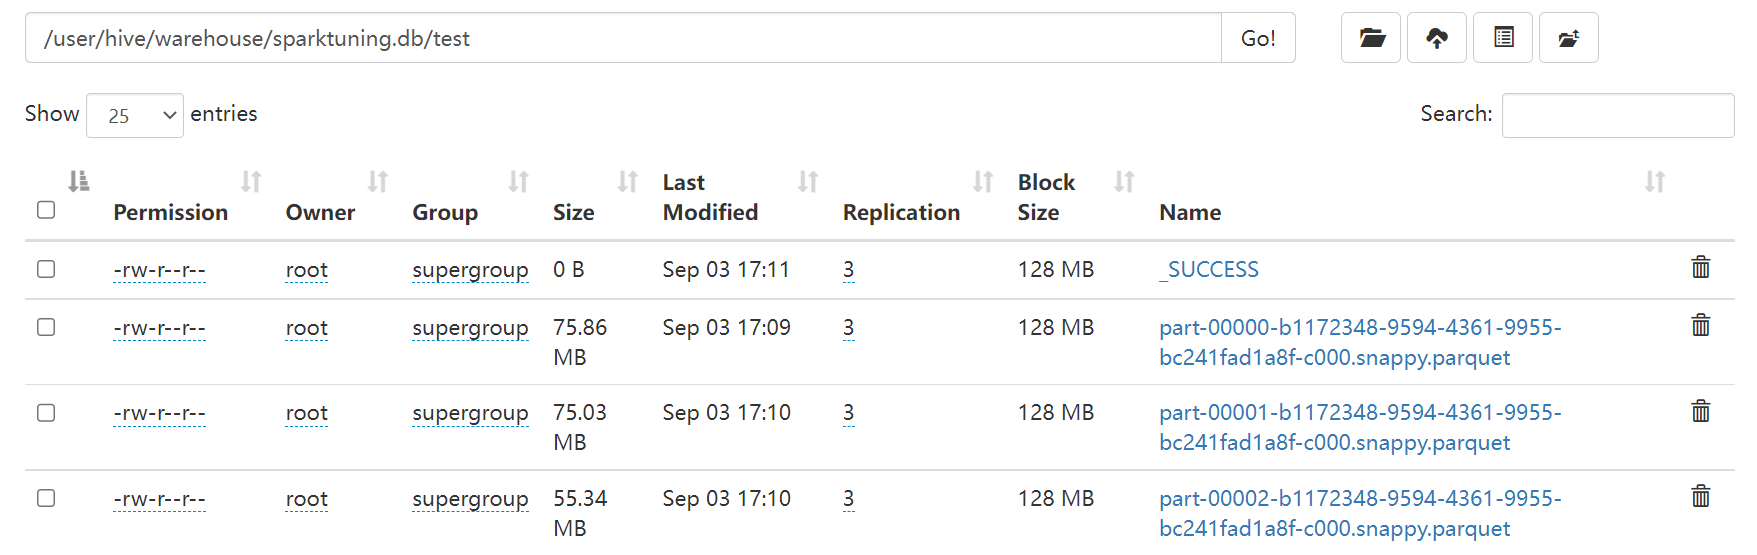 /user/hive/warehouse/sparktuning.db/test Go!
Show 25 entries Search:
Permission Owner Group Size Last Modified Replication Block Size Name
-rw-r--r-- root supergroup 0 B Sep 03 17:11 3 128 MB _SUCCESS
-rw-r--r-- root supergroup 75.86 MB Sep 03 17:09 3 128 MB part-00000-b1172348-9594-4361-9955-
bc241fad1a8f-c000.snappy.parquet
-rw-r--r-- root supergroup 75.03 MB Sep 03 17:10 3 128 MB part-00001-b1172348-9594-4361-9955-
bc241fad1a8f-c000.snappy.parquet
-rw-r--r-- root supergroup 55.34 MB Sep 03 17:10 3 128 MB part-00002-b1172348-9594-4361-9955-
bc241fad1a8f-c000.snappy.parquet